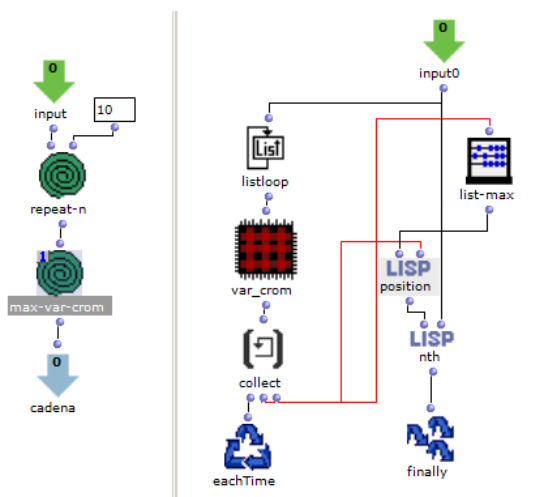 0
input
10
repeat-n
1
max-var-crom
0
cadena
0
input0
List
listloop
list-max
var_crom
LISP
position
LISP
nth
collect
eachTime
finally